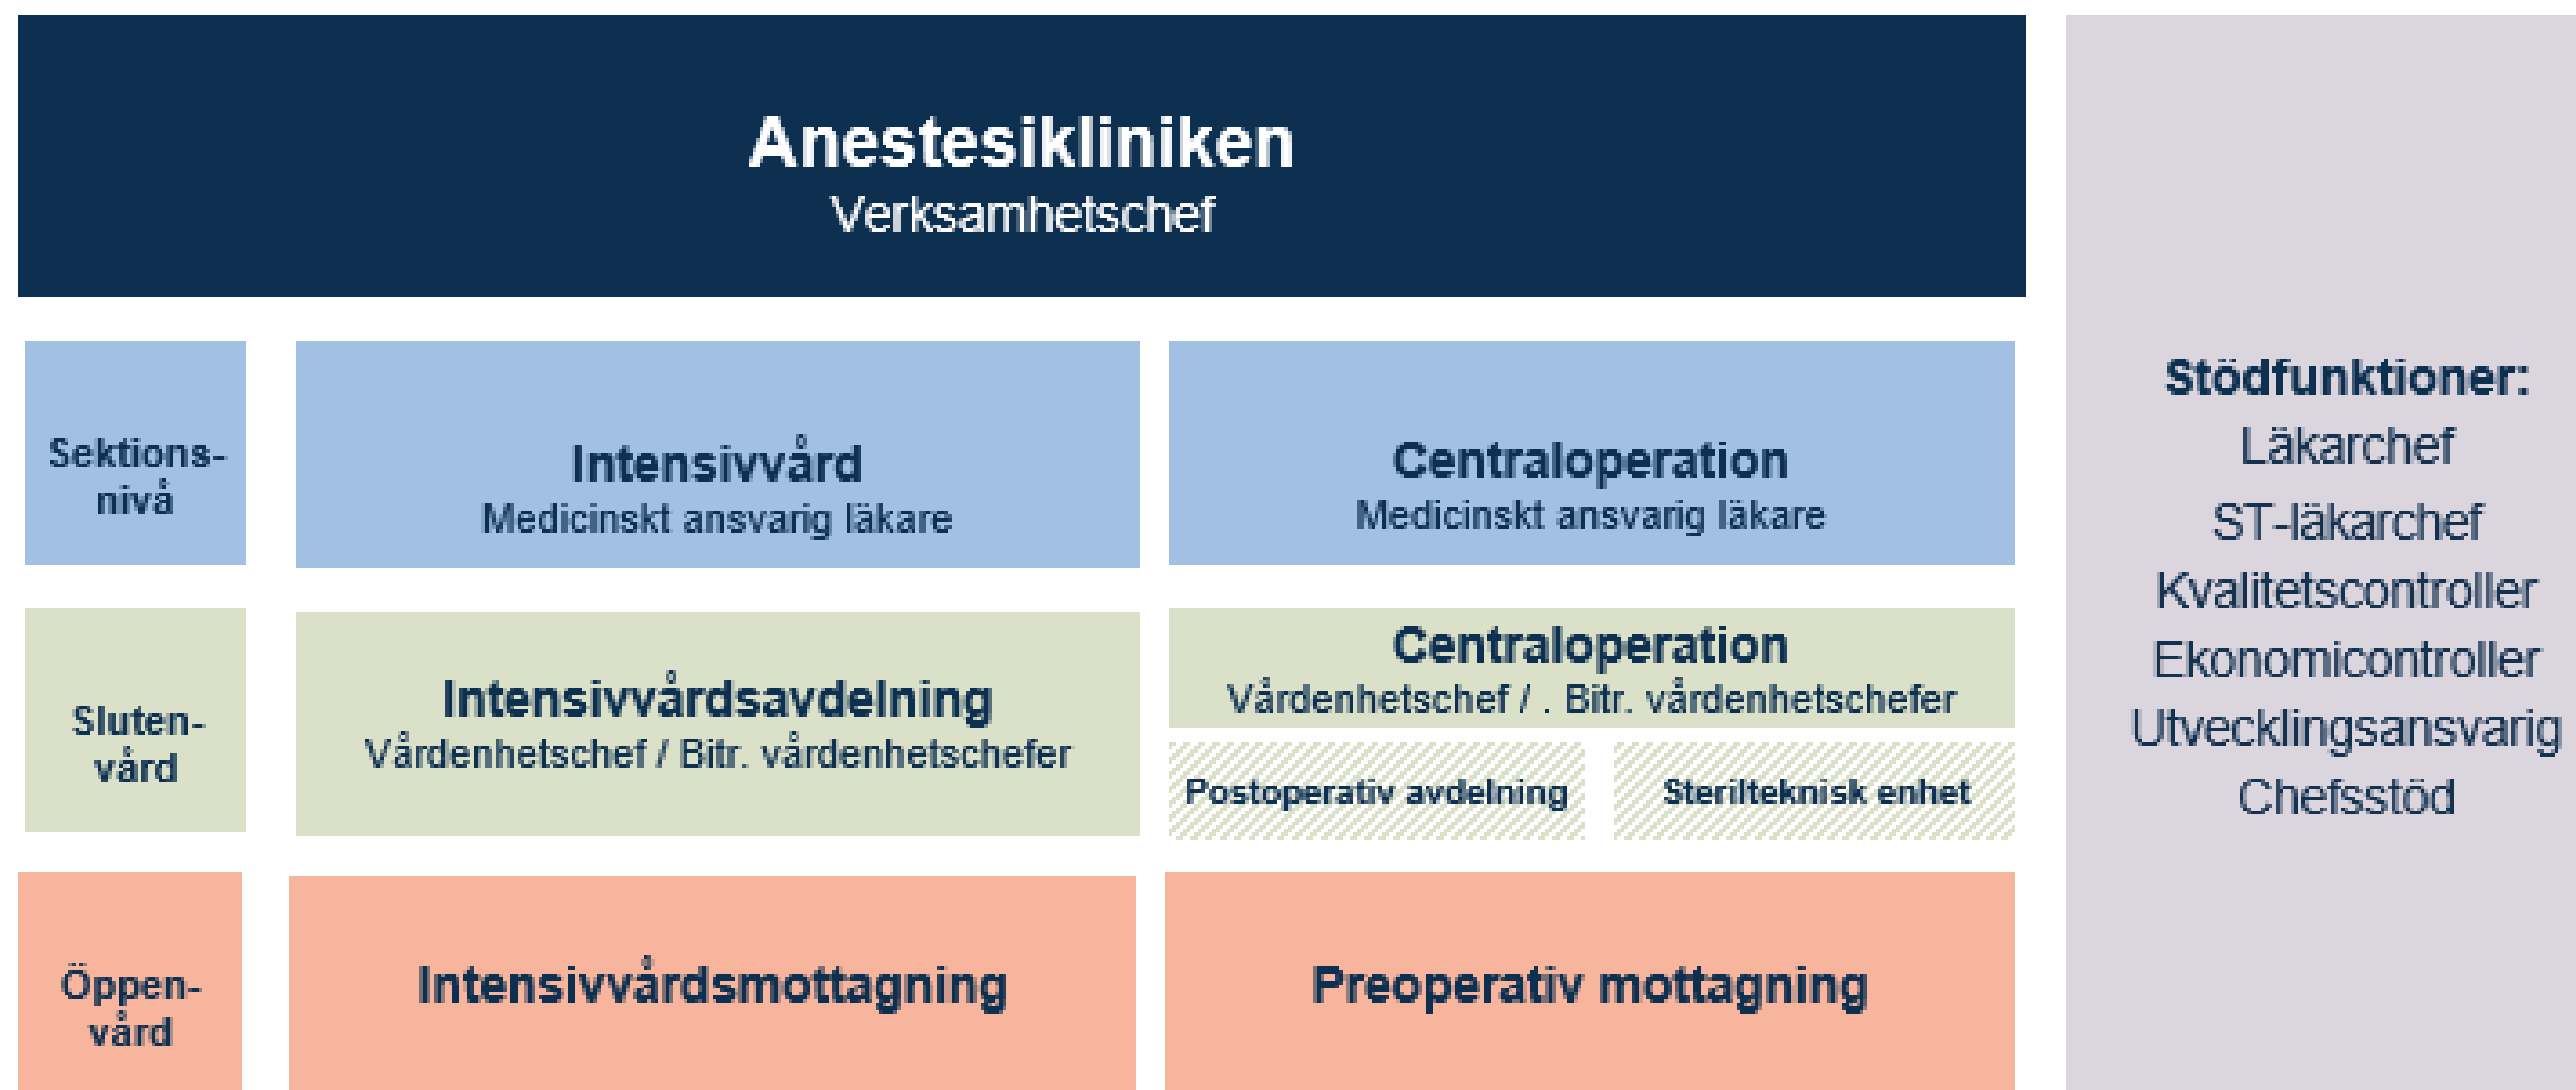 Anestesikliniken
Verksamhetschef
Sektions-
nivå
Intensivvård
Medicinskt ansvarig läkare
Centraloperation
Medicinskt ansvarig läkare
Sluten-
vård
Intensivvårdsavdelning
Vårdenhetschef / Bitr. vårdenhetschefer
Centraloperation
Vårdenhetschef / . Bitr. vårdenhetschefer
Postoperativ avdelning
Sterilteknisk enhet
Öppen-
vård
Intensivvårdsmottagning
Preoperativ mottagning
Stödfunktioner:
Läkarchef
ST-läkarchef
Kvalitetscontroller
Ekonomicontroller
Utvecklingsansvarig
Chefsstöd